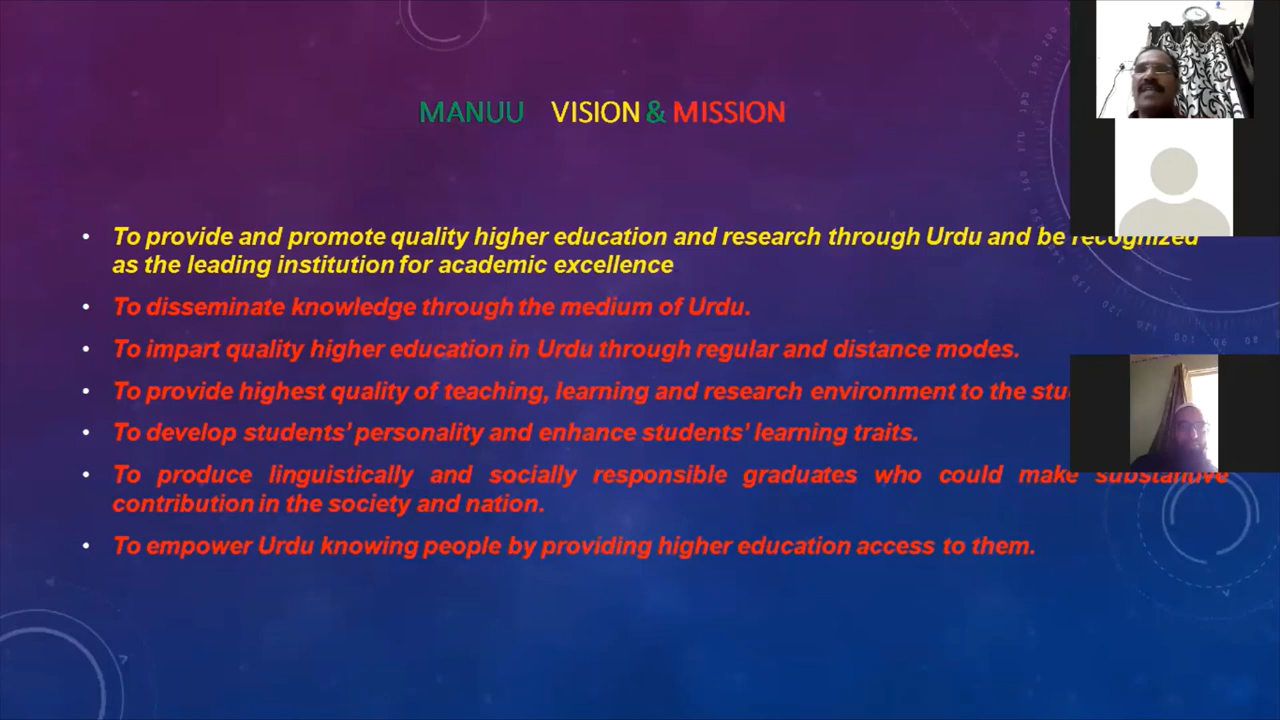 MANUU VISION & MISSION
• To provide and promote quality higher education and research through Urdu and be recognized
as the leading institution for academic excellence
• To disseminate knowledge through the medium of Urdu.
• To impart quality higher education in Urdu through regular and distance modes.
• To provide highest quality of teaching, learning and research environment to the
• To develop students' personality and enhance students' learning traits.
• To produce linguistically and socially responsible graduates who could make substantive
contribution in the society and nation.
• To empower Urdu knowing people by providing higher education access to them.